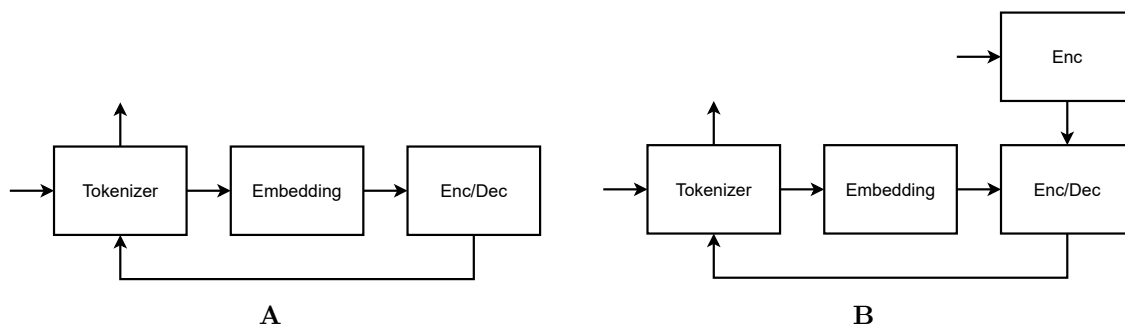 Enc
Tokenizer
Embedding
Enc/Dec
Tokenizer
Embedding
Enc/Dec
A
B